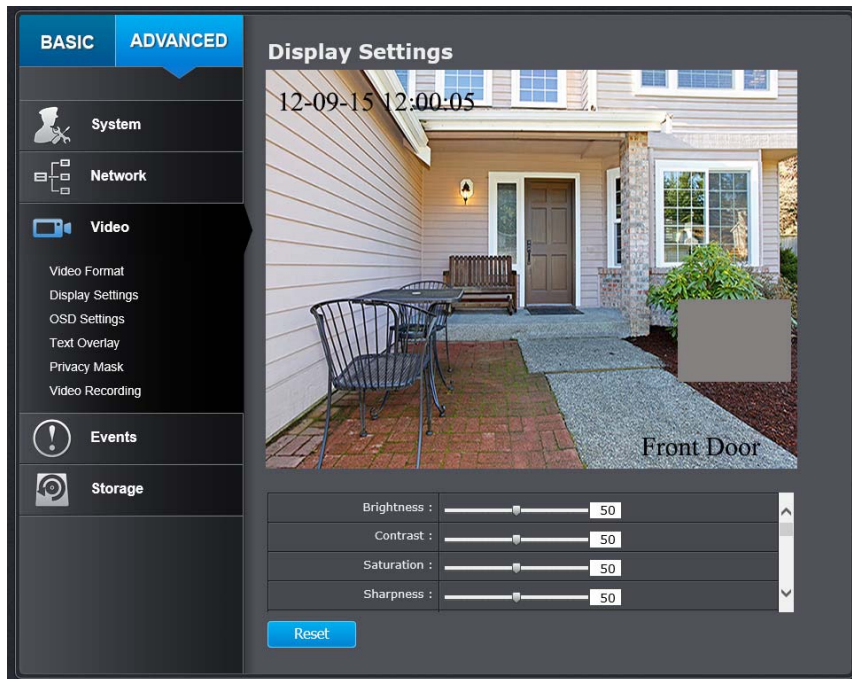 BASIC ADVANCED
System
Network
Video
Video Format
Display Settings
OSD Settings
Text Overlay
Privacy Mask
Video Recording
Events
Storage
Display Settings
12-09-15 12:00:05
Front Door
Brightness : 50
Contrast : 50
Saturation : 50
Sharpness : 50
Reset